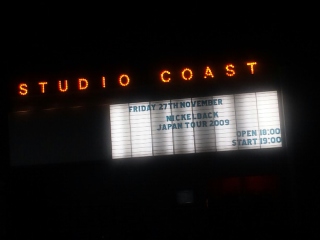 STUDIO COAST
FRIDAY 27TH NOVEMBER
NICKELBACK
JAPAN TOUR 2009
OPEN 18:00
START 19:00